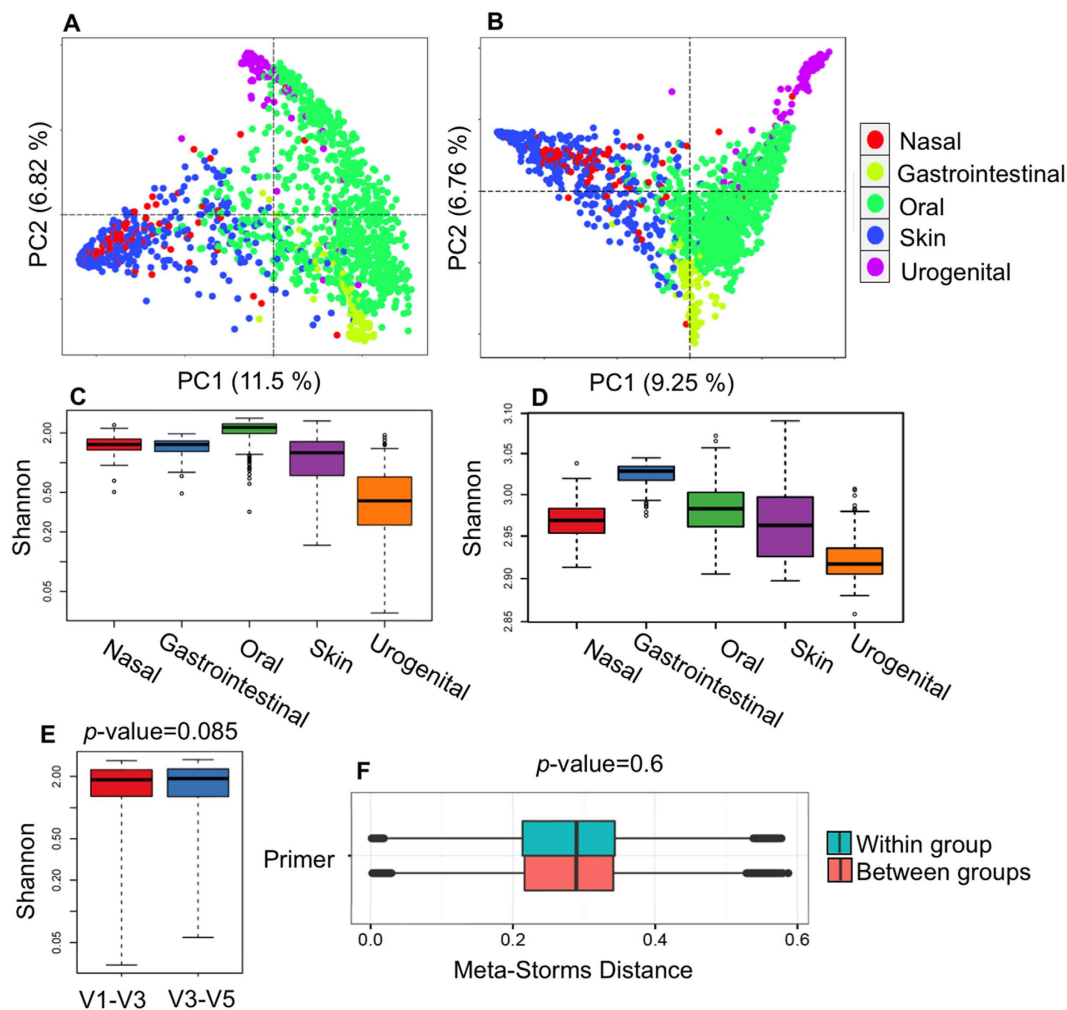 A
B
PC2 (6.82 %)
PC1 (11.5 %)
PC2 (6.76 %)
PC1 (9.25 %)
Nasal
Gastrointestinal
Oral
Skin
Urogenital
C
Shannon
2.00
0.50
0.20
0.05
Nasal
Gastrointestinal
Oral
Skin
Urogenital
D
Shannon
3.10
3.05
3.00
2.95
2.90
2.85
Nasal
Gastrointestinal
Oral
Skin
Urogenital
E
p-value=0.085
Shannon
2.00
0.50
0.20
0.05
V1-V3
V3-V5
F
p-value=0.6
Primer
0.0
0.2
0.4
0.6
Meta-Storms Distance
Within group
Between groups